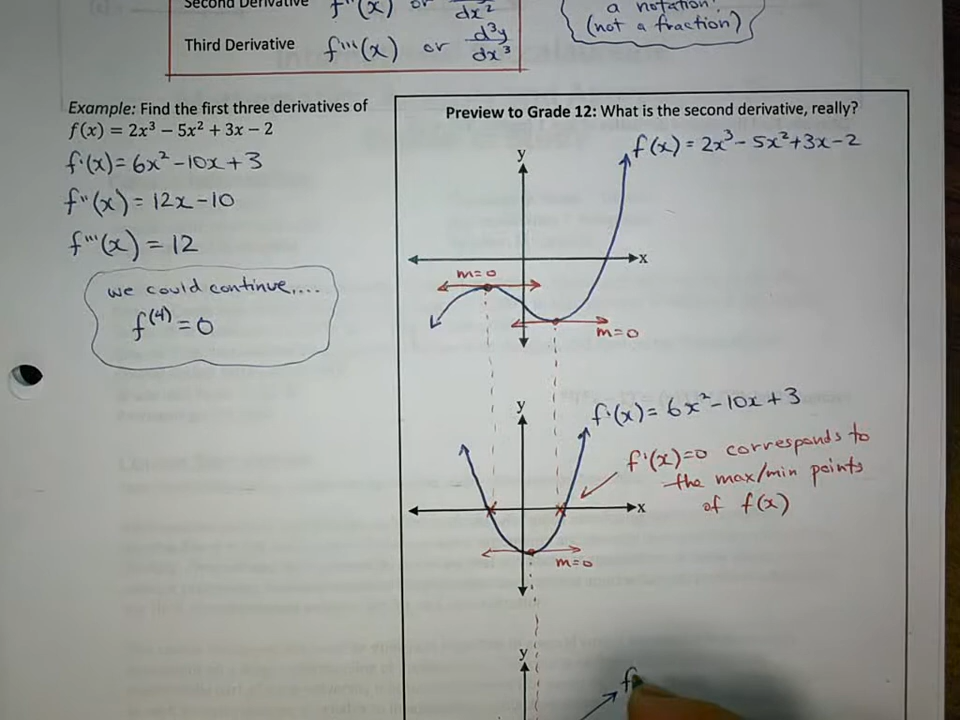 Second Derivative f''(x) or dx²
Third Derivative f'''(x) or d³y/dx³
a notation!
(not a fraction)
Example: Find the first three derivatives of
f(x) = 2x³ − 5x² + 3x − 2
f'(x) = 6x² − 10x + 3
f''(x) = 12x − 10
f'''(x) = 12
we could continue....
f⁽⁴⁾ = 0
Preview to Grade 12: What is the second derivative, really?
f(x) = 2x³ − 5x² + 3x − 2
y
x
m=0
m=0
y
f'(x) = 6x² − 10x + 3
f'(x)=0 corresponds to
the max/min points
of f(x)
x
m=0
y
f